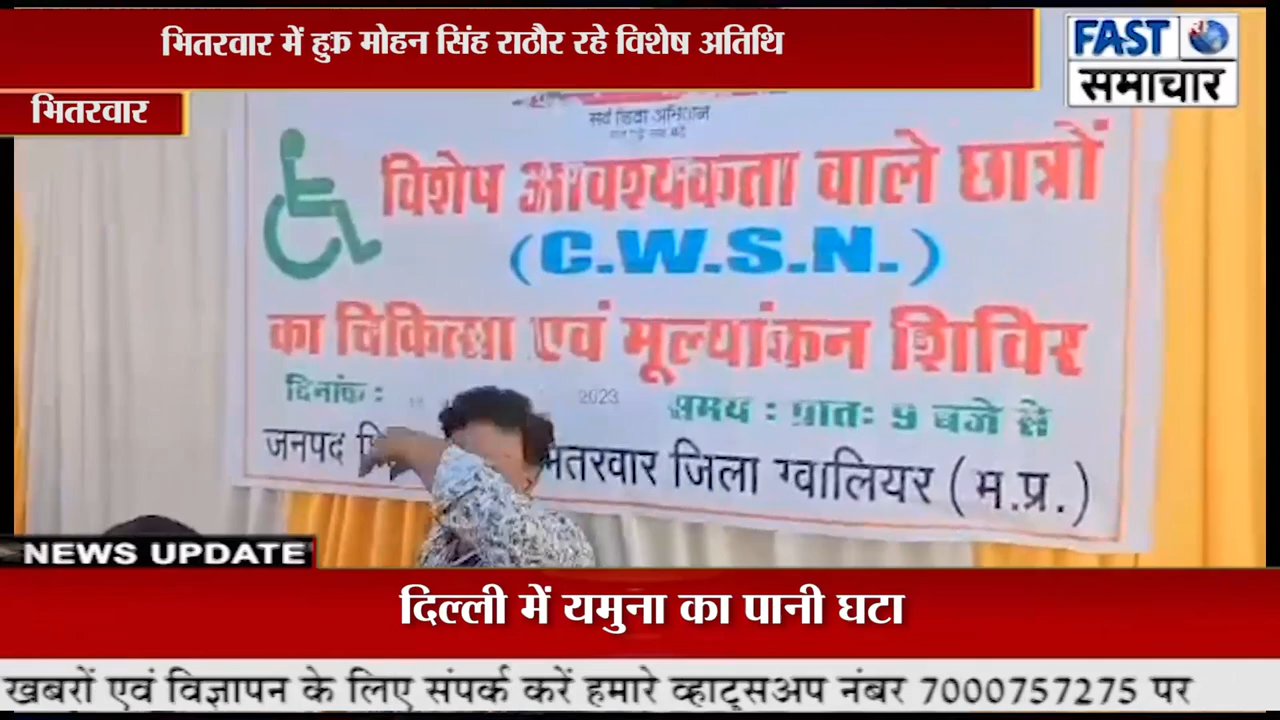 भितरवार में हुक मोहन सिंह राठौर रहे विशेष अतिथि
FAST
समाचार
भितरवार
सर्व शिक्षा अभियान
विशेष आवश्यकता वाले छात्रों
(C.W.S.N.)
का चिकित्सा एवं मूल्यांकन शिविर
दिनांक : 2023 समय : प्रातः 9 बजे से
जनपद भितरवार जिला ग्वालियर (म.प्र.)
NEWS UPDATE
दिल्ली में यमुना का पानी घटा
खबरों एवं विज्ञापन के लिए संपर्क करें हमारे व्हाट्सअप नंबर 7000757275 पर